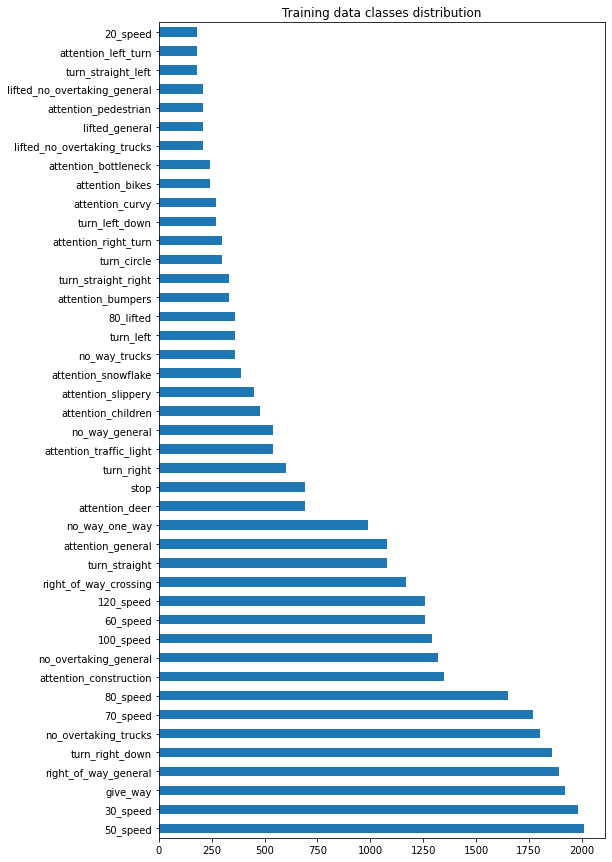 Training data classes distribution
20_speed
attention_left_turn
turn_straight_left
lifted_no_overtaking_general
attention_pedestrian
lifted_general
lifted_no_overtaking_trucks
attention_bottleneck
attention_bikes
attention_curvy
turn_left_down
attention_right_turn
turn_circle
turn_straight_right
attention_bumpers
80_lifted
turn_left
no_way_trucks
attention_snowflake
attention_slippery
attention_children
no_way_general
attention_traffic_light
turn_right
stop
attention_deer
no_way_one_way
attention_general
turn_straight
right_of_way_crossing
120_speed
60_speed
100_speed
no_overtaking_general
attention_construction
80_speed
70_speed
no_overtaking_trucks
turn_right_down
right_of_way_general
give_way
30_speed
50_speed
0 250 500 750 1000 1250 1500 1750 2000